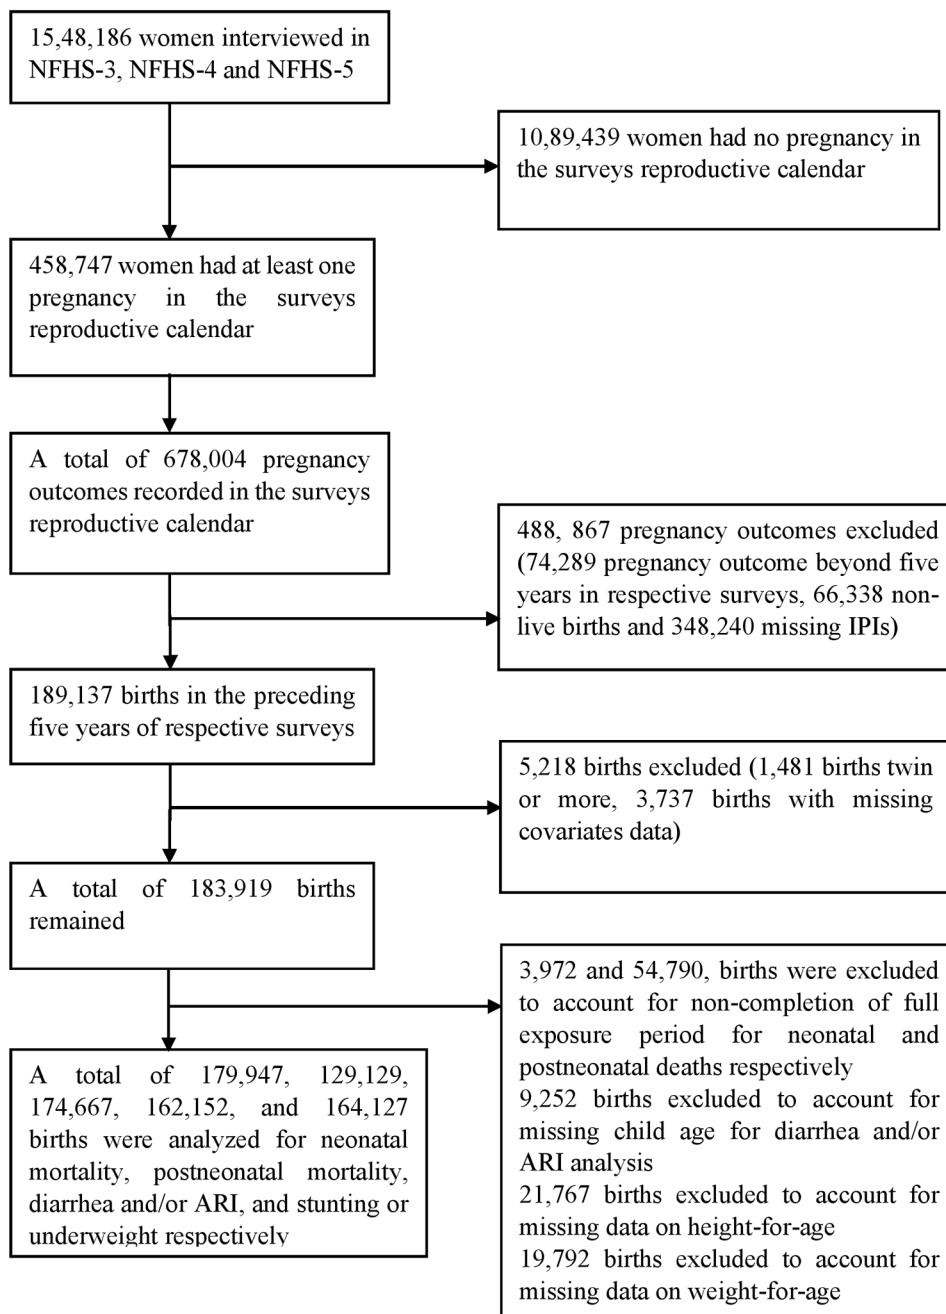 15,48,186 women interviewed in
NFHS-3, NFHS-4 and NFHS-5
10,89,439 women had no pregnancy in
the surveys reproductive calendar
458,747 women had at least one
pregnancy in the surveys
reproductive calendar
A total of 678,004 pregnancy
outcomes recorded in the surveys
reproductive calendar
488, 867 pregnancy outcomes excluded
(74,289 pregnancy outcome beyond five
years in respective surveys, 66,338 non-
live births and 348,240 missing IPIs)
189,137 births in the preceding
five years of respective surveys
5,218 births excluded (1,481 births twin
or more, 3,737 births with missing
covariates data)
A total of 183,919 births
remained
3,972 and 54,790, births were excluded
to account for non-completion of full
exposure period for neonatal and
postneonatal deaths respectively
9,252 births excluded to account for
missing child age for diarrhea and/or
ARI analysis
21,767 births excluded to account for
missing data on height-for-age
19,792 births excluded to account for
missing data on weight-for-age
A total of 179,947, 129,129,
174,667, 162,152, and 164,127
births were analyzed for neonatal
mortality, postneonatal mortality,
diarrhea and/or ARI, and stunting or
underweight respectively